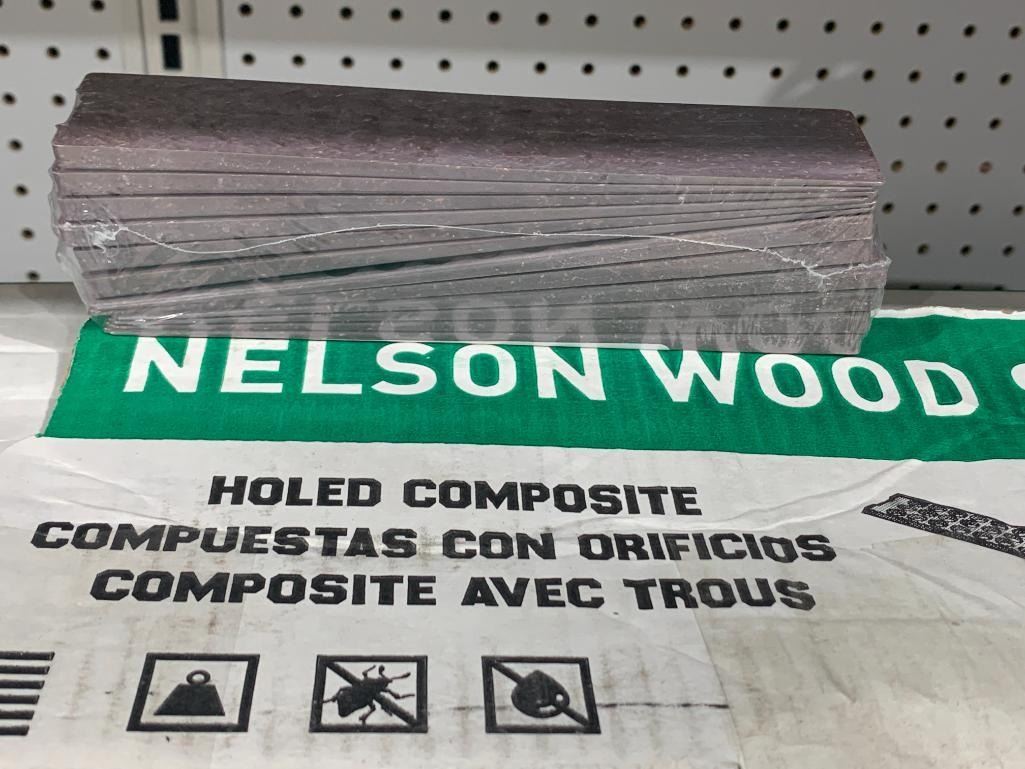 NELSON WOOD
HOLED COMPOSITE
COMPUESTAS CON ORIFICIOS
COMPOSITE AVEC TROUS